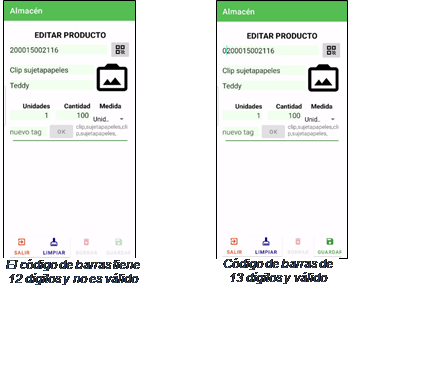 Almacén
EDITAR PRODUCTO
200015002116
Clip sujetapapeles
Teddy
Unidades Cantidad Medida
1 100 Unid..
nuevo tag OK clip,sujetapapeles,cli
p,sujetapapeles,
SALIR LIMPIAR BORRAR GUARDAR
El código de barras tiene
12 dígitos y no es válido
Almacén
EDITAR PRODUCTO
0200015002116
Clip sujetapapeles
Teddy
Unidades Cantidad Medida
1 100 Unid..
nuevo tag OK clip,sujetapapeles,cli
p,sujetapapeles,
SALIR LIMPIAR BORRAR GUARDAR
Código de barras de
13 dígitos y válido